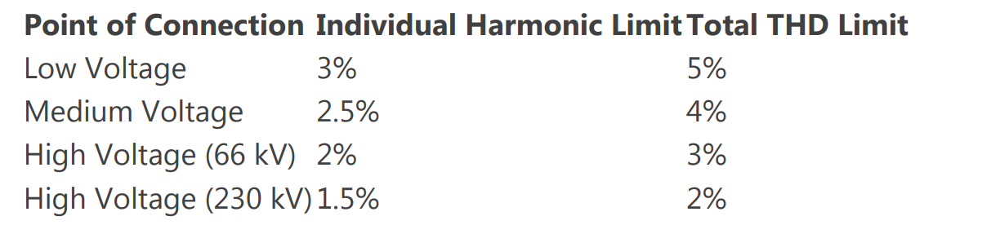 Point of Connection Individual Harmonic Limit Total THD Limit
Low Voltage 3% 5%
Medium Voltage 2.5% 4%
High Voltage (66 kV) 2% 3%
High Voltage (230 kV) 1.5% 2%